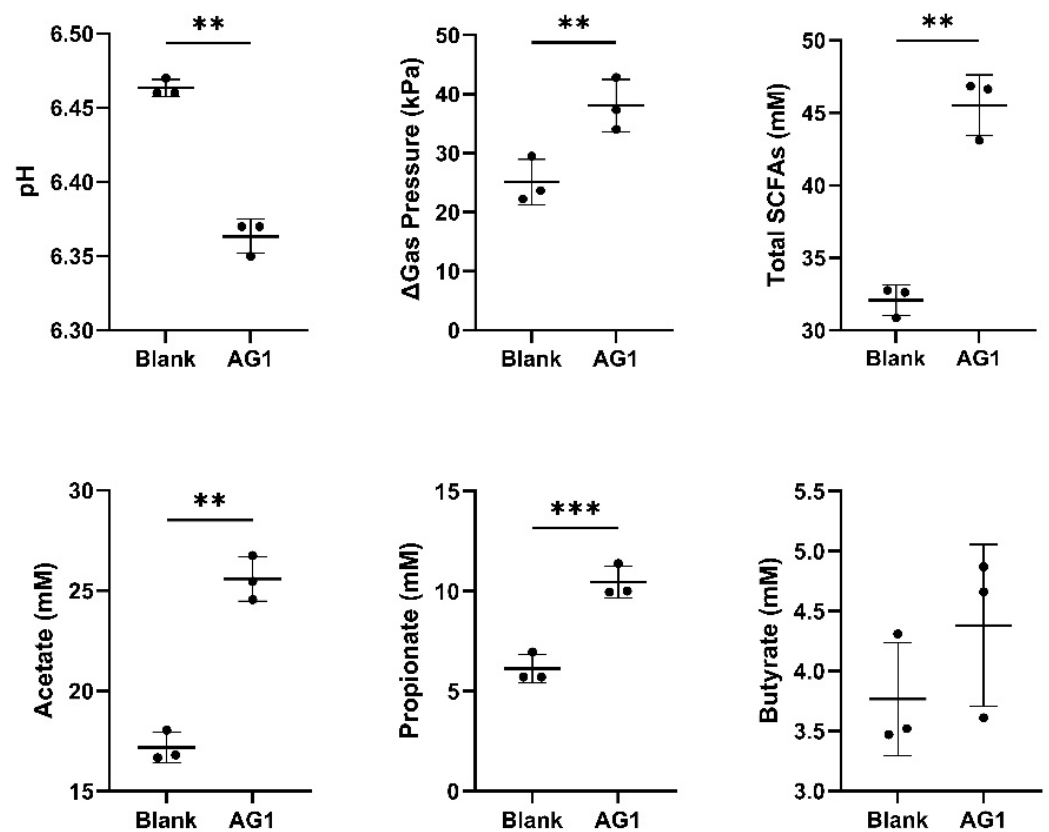 **
6.50
6.45
6.40
6.35
6.30
pH
Blank AG1
**
50
40
30
20
10
0
ΔGas Pressure (kPa)
Blank AG1
**
50
45
40
35
30
Total SCFAs (mM)
Blank AG1
**
30
25
20
15
Acetate (mM)
Blank AG1
***
15
10
5
0
Propionate (mM)
Blank AG1
5.5
5.0
4.5
4.0
3.5
3.0
Butyrate (mM)
Blank AG1